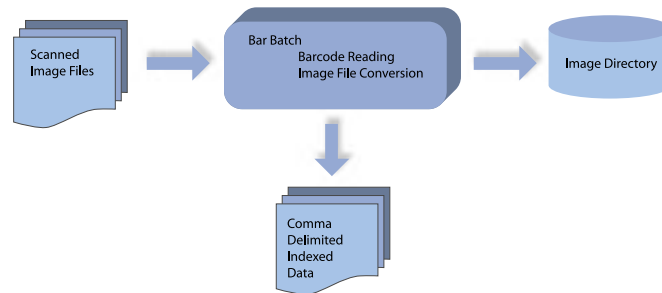 Scanned
Image Files
Bar Batch
Barcode Reading
Image File Conversion
Image Directory
Comma
Delimited
Indexed
Data